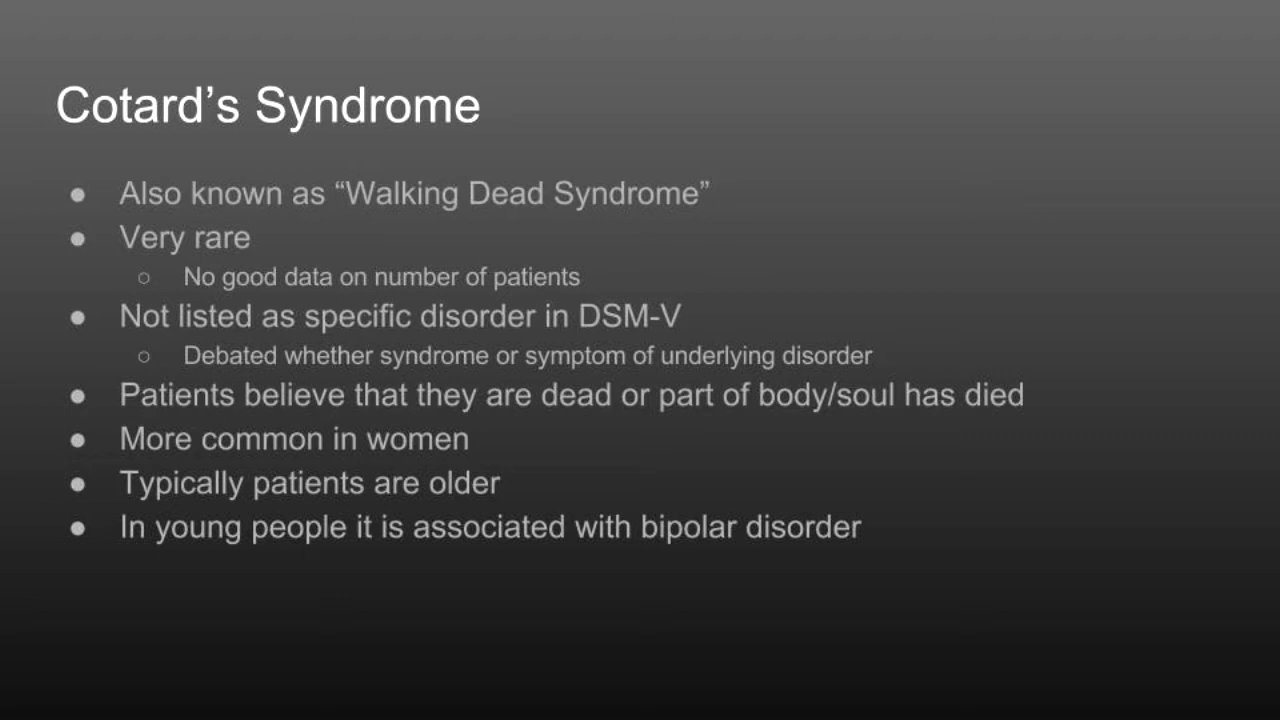 Cotard’s Syndrome
● Also known as “Walking Dead Syndrome”
● Very rare
○ No good data on number of patients
● Not listed as specific disorder in DSM-V
○ Debated whether syndrome or symptom of underlying disorder
● Patients believe that they are dead or part of body/soul has died
● More common in women
● Typically patients are older
● In young people it is associated with bipolar disorder